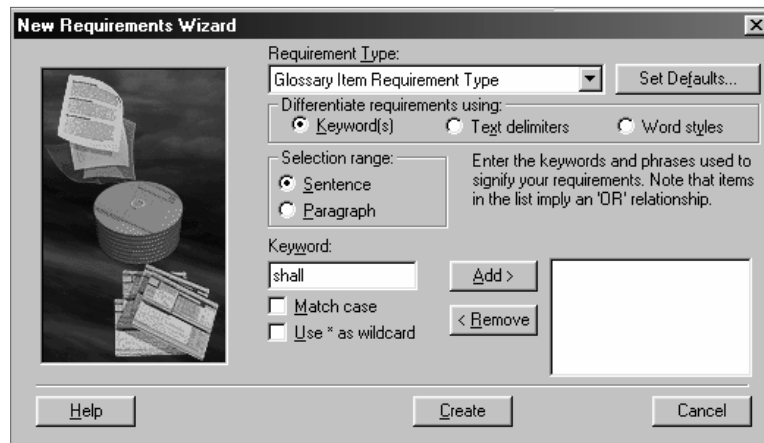 New Requirements Wizard
Requirement Type:
Glossary Item Requirement Type
Set Defaults...
Differentiate requirements using:
Keyword(s) Text delimiters Word styles
Selection range:
Sentence
Paragraph
Enter the keywords and phrases used to
signify your requirements. Note that items
in the list imply an 'OR' relationship.
Keyword:
shall
Match case
Use * as wildcard
Add >
< Remove
Help Create Cancel